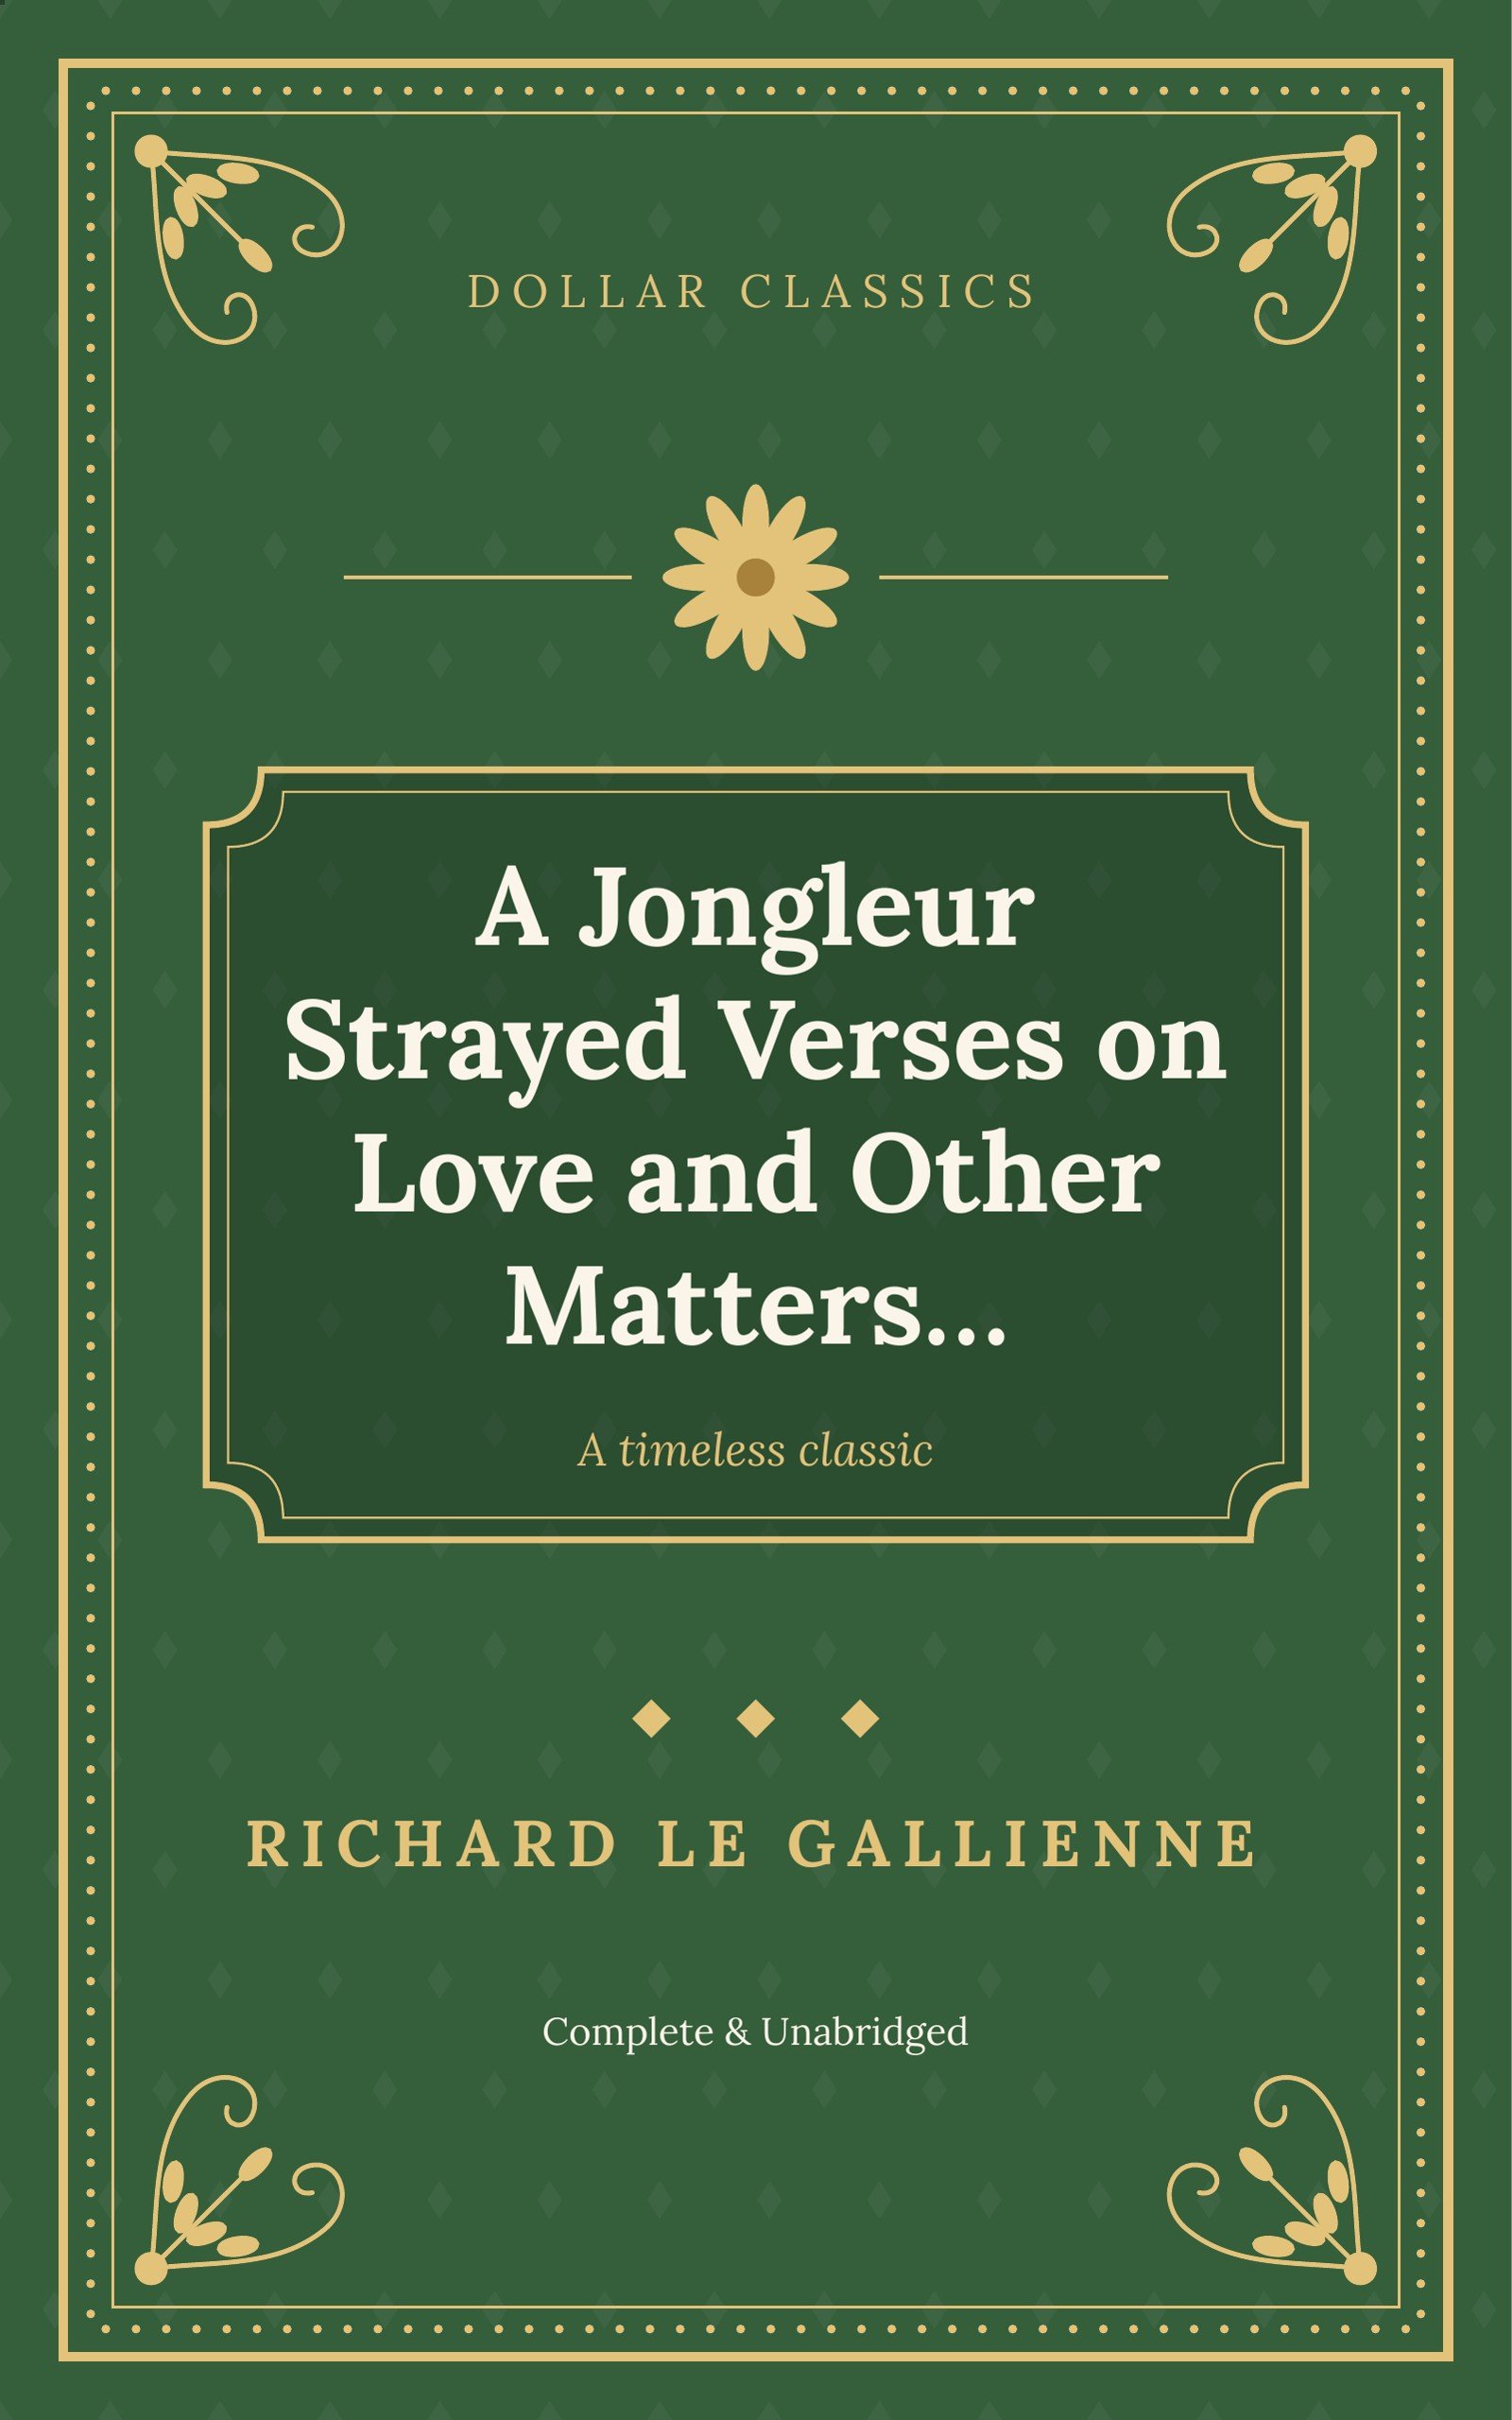 DOLLAR CLASSICS
A Jongleur
Strayed Verses on
Love and Other
Matters...
A timeless classic
RICHARD LE GALLIENNE
Complete & Unabridged